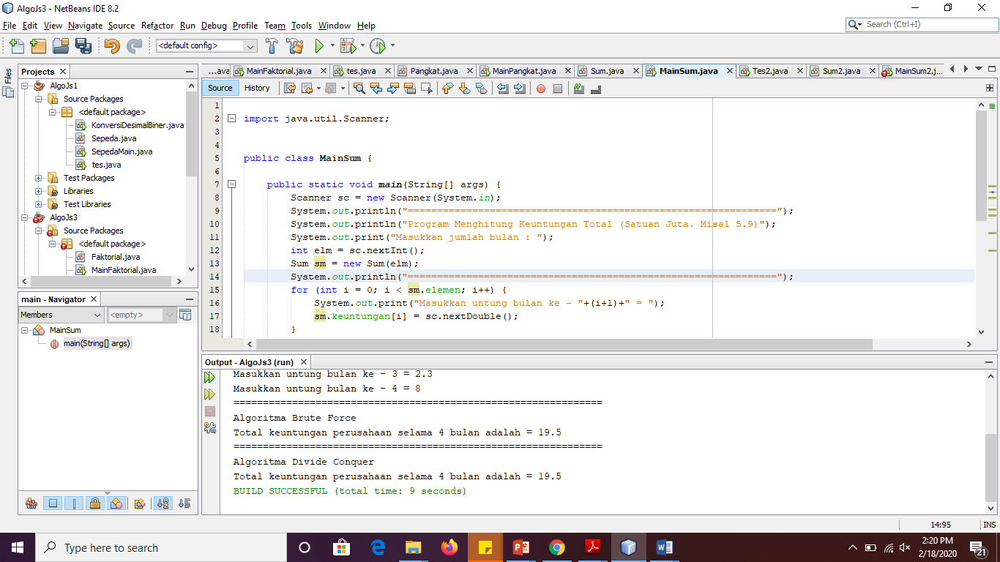 AlgoJs3 - NetBeans IDE 8.2
File Edit View Navigate Source Refactor Run Debug Profile Team Tools Window Help
Search (Ctrl+I)
<default config>
Files
Projects
AlgoJs1
Source Packages
<default package>
KonversiDesimalBiner.java
Sepeda.java
SepedaMain.java
tes.java
Test Packages
Libraries
Test Libraries
AlgoJs3
Source Packages
<default package>
Faktorial.java
MainFaktorial.java
main - Navigator
Members
<empty>
MainSum
main(String[] args)
...ava MainFaktorial.java tes.java Pangkat.java MainPangkat.java Sum.java MainSum.java Tes2.java Sum2.java MainSum2.j...
Source History
1
2 import java.util.Scanner;
3
4
5 public class MainSum {
6
7 public static void main(String[] args) {
8 Scanner sc = new Scanner(System.in);
9 System.out.println("===============================================================");
10 System.out.println("Program Menghitung Keuntungan Total (Satuan Juta. Misal 5.9)");
11 System.out.print("Masukkan jumlah bulan : ");
12 int elm = sc.nextInt();
13 Sum sm = new Sum(elm);
14 System.out.println("===============================================================");
15 for (int i = 0; i < sm.elemen; i++) {
16 System.out.print("Masukkan untung bulan ke - "+(i+1)+" = ");
17 sm.keuntungan[i] = sc.nextDouble();
18 }
Output - AlgoJs3 (run)
Masukkan untung bulan ke - 3 = 2.3
Masukkan untung bulan ke - 4 = 8
===============================================================
Algoritma Brute Force
Total keuntungan perusahaan selama 4 bulan adalah = 19.5
===============================================================
Algoritma Divide Conquer
Total keuntungan perusahaan selama 4 bulan adalah = 19.5
BUILD SUCCESSFUL (total time: 9 seconds)
14:95 INS
Type here to search
2:20 PM
2/18/2020
21